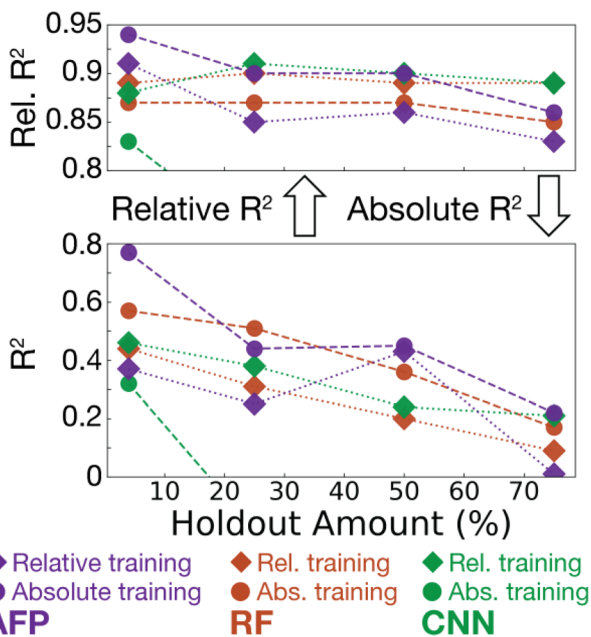 0.95
0.9
0.85
0.8
Rel. R²
Relative R² Absolute R²
0.8
0.6
0.4
0.2
0
R²
10 20 30 40 50 60 70
Holdout Amount (%)
Relative training Rel. training Rel. training
Absolute training Abs. training Abs. training
AFP RF CNN